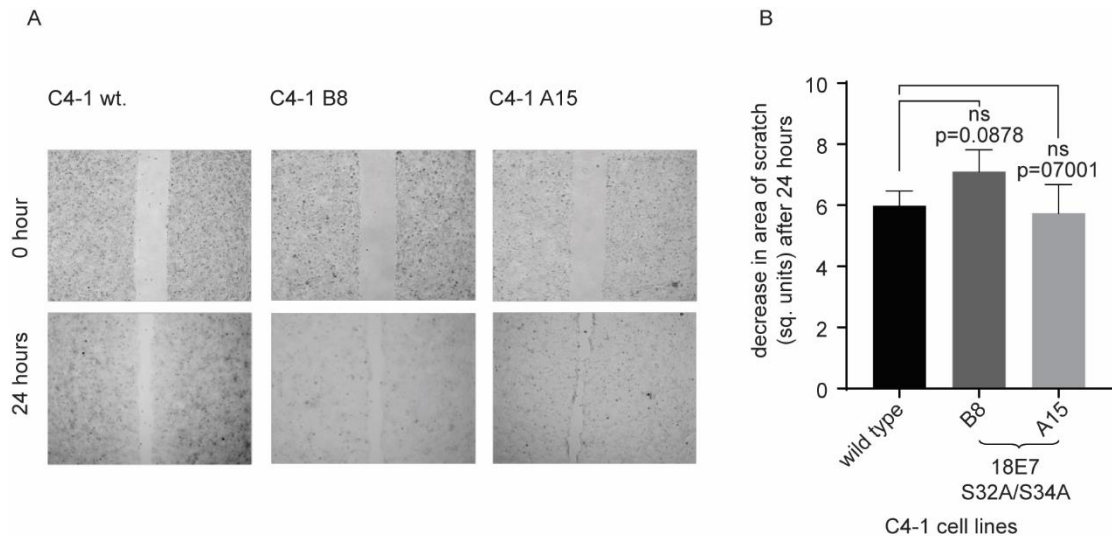 A
C4-1 wt.
C4-1 B8
C4-1 A15
0 hour
24 hours
B
decrease in area of scratch
(sq. units) after 24 hours
10
8
6
4
2
0
ns
p=0.0878
ns
p=07001
wild type
B8
A15
18E7
S32A/S34A
C4-1 cell lines